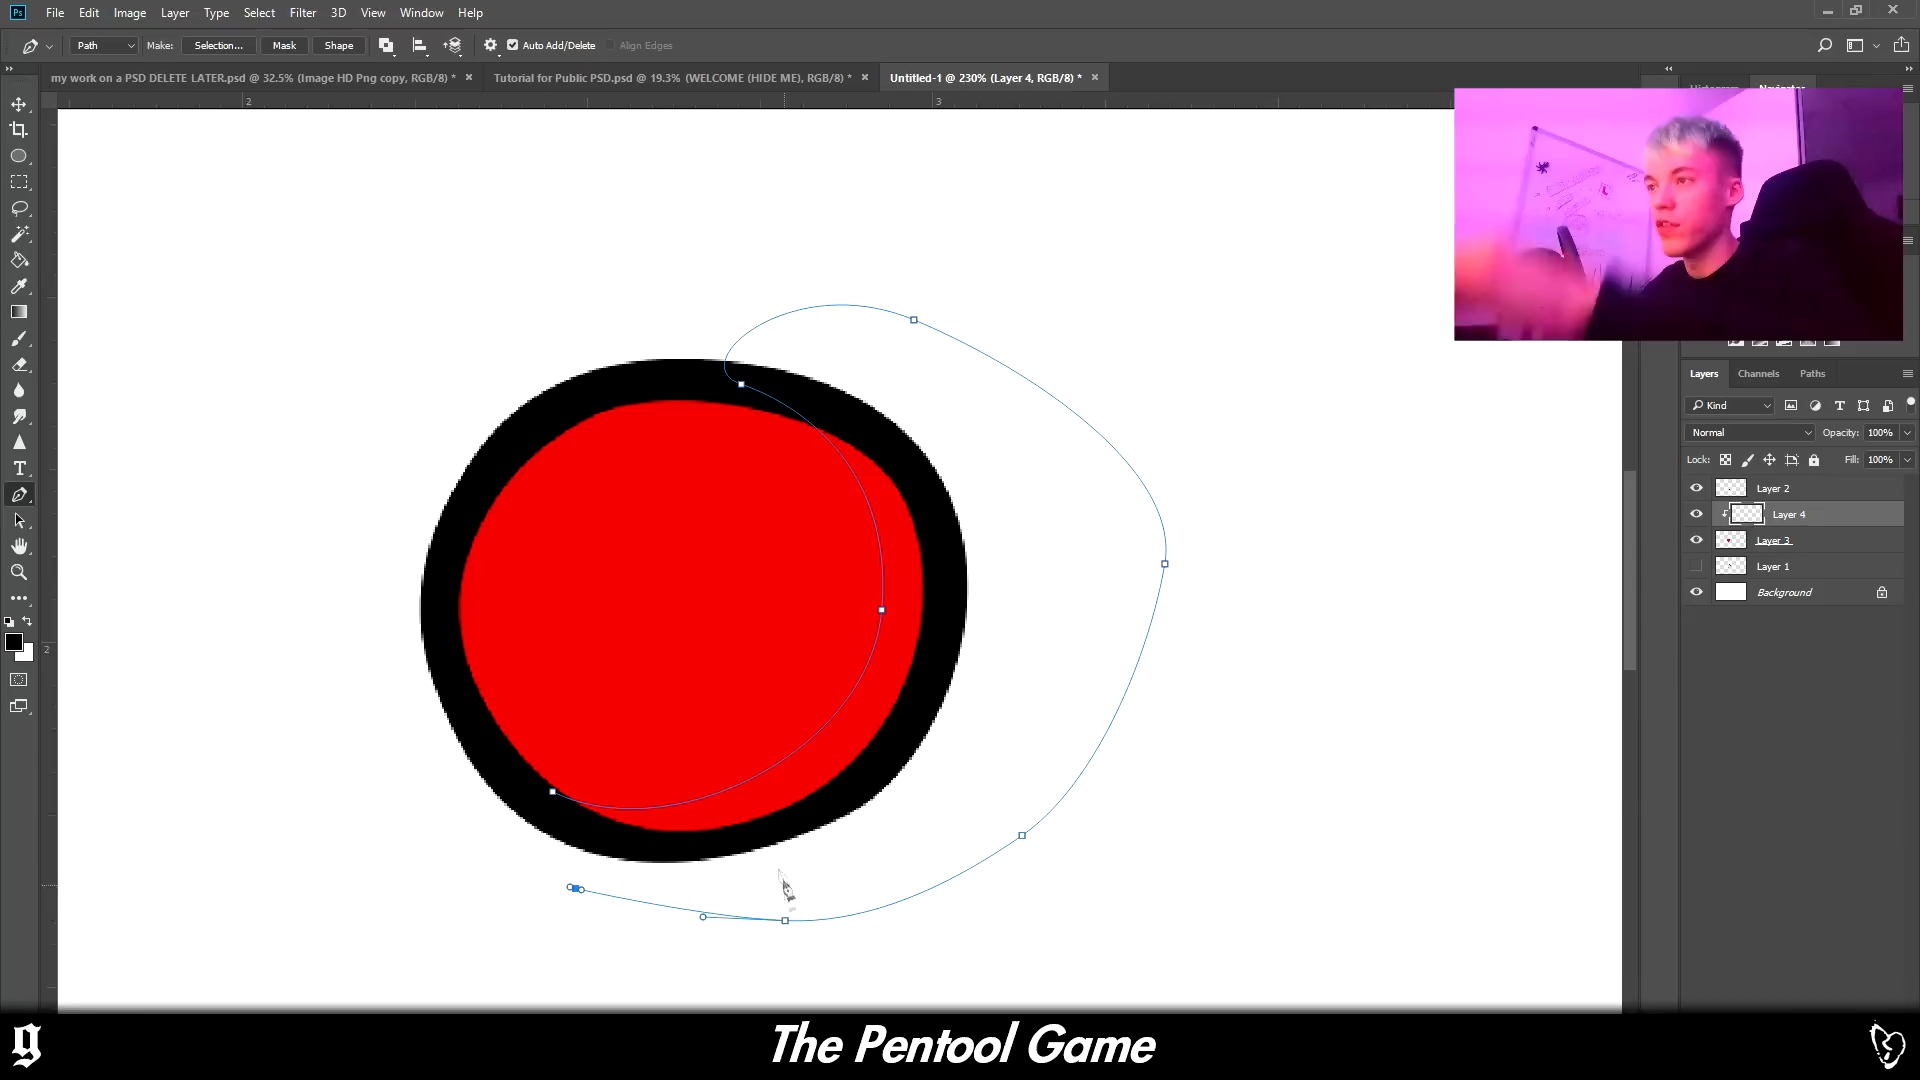 Ps File Edit Image Layer Type Select Filter 3D View Window Help
Path Make: Selection... Mask Shape Auto Add/Delete Align Edges
my work on a PSD DELETE LATER.psd @ 32.5% (Image HD Png copy, RGB/8) * Tutorial for Public PSD.psd @ 19.3% (WELCOME (HIDE ME), RGB/8) * Untitled-1 @ 230% (Layer 4, RGB/8) *
2 3
2
Layers Channels Paths
Kind
Normal Opacity: 100%
Lock: Fill: 100%
Layer 2
Layer 4
Layer 3
Layer 1
Background
The Pentool Game